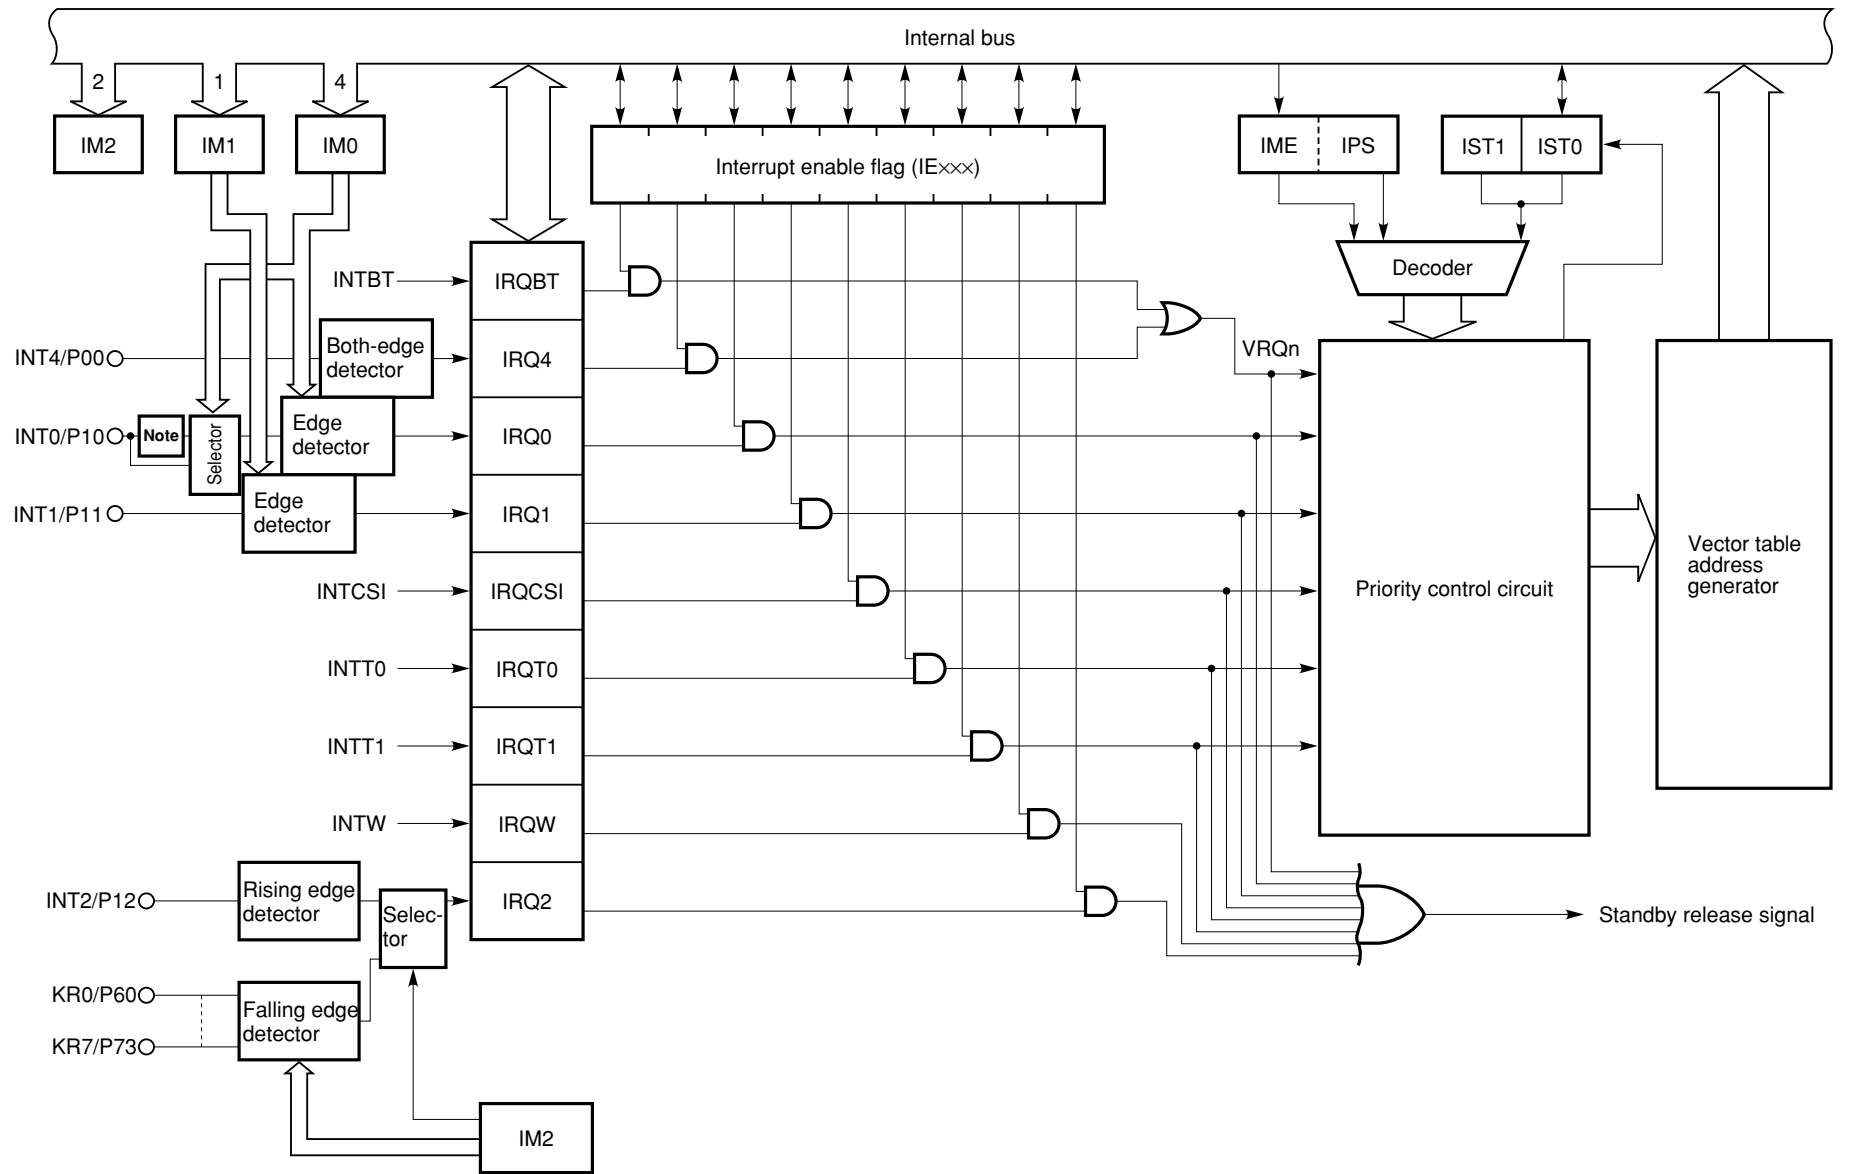 Internal bus
2
1
4
IM2
IM1
IM0
Interrupt enable flag (IE×××)
IME
IPS
IST1
IST0
Decoder
INTBT
IRQBT
INT4/P00
Both-edge
detector
IRQ4
VRQn
INT0/P10
Note
Selector
Edge
detector
IRQ0
INT1/P11
Edge
detector
IRQ1
INTCSI
IRQCSI
Priority control circuit
Vector table
address
generator
INTT0
IRQT0
INTT1
IRQT1
INTW
IRQW
INT2/P12
Rising edge
detector
Selec-
tor
IRQ2
Standby release signal
KR0/P60
Falling edge
detector
KR7/P73
IM2